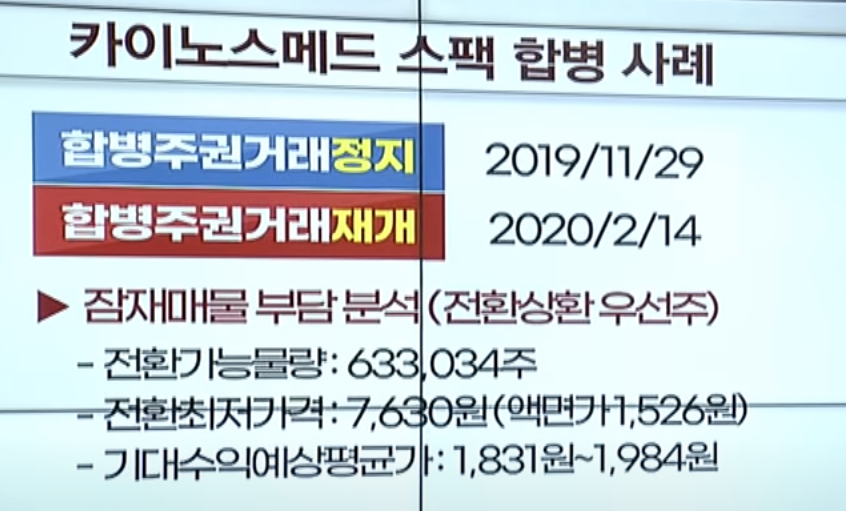 카이노스메드 스팩 합병 사례
합병주권거래정지 2019/11/29
합병주권거래재개 2020/2/14
▶ 잠재매물 부담 분석 (전환상환 우선주)
- 전환가능물량 : 633,034주
- 전환최저가격 : 7,630원 (액면가 1,526원)
- 기대수익예상평균가 : 1,831원~1,984원